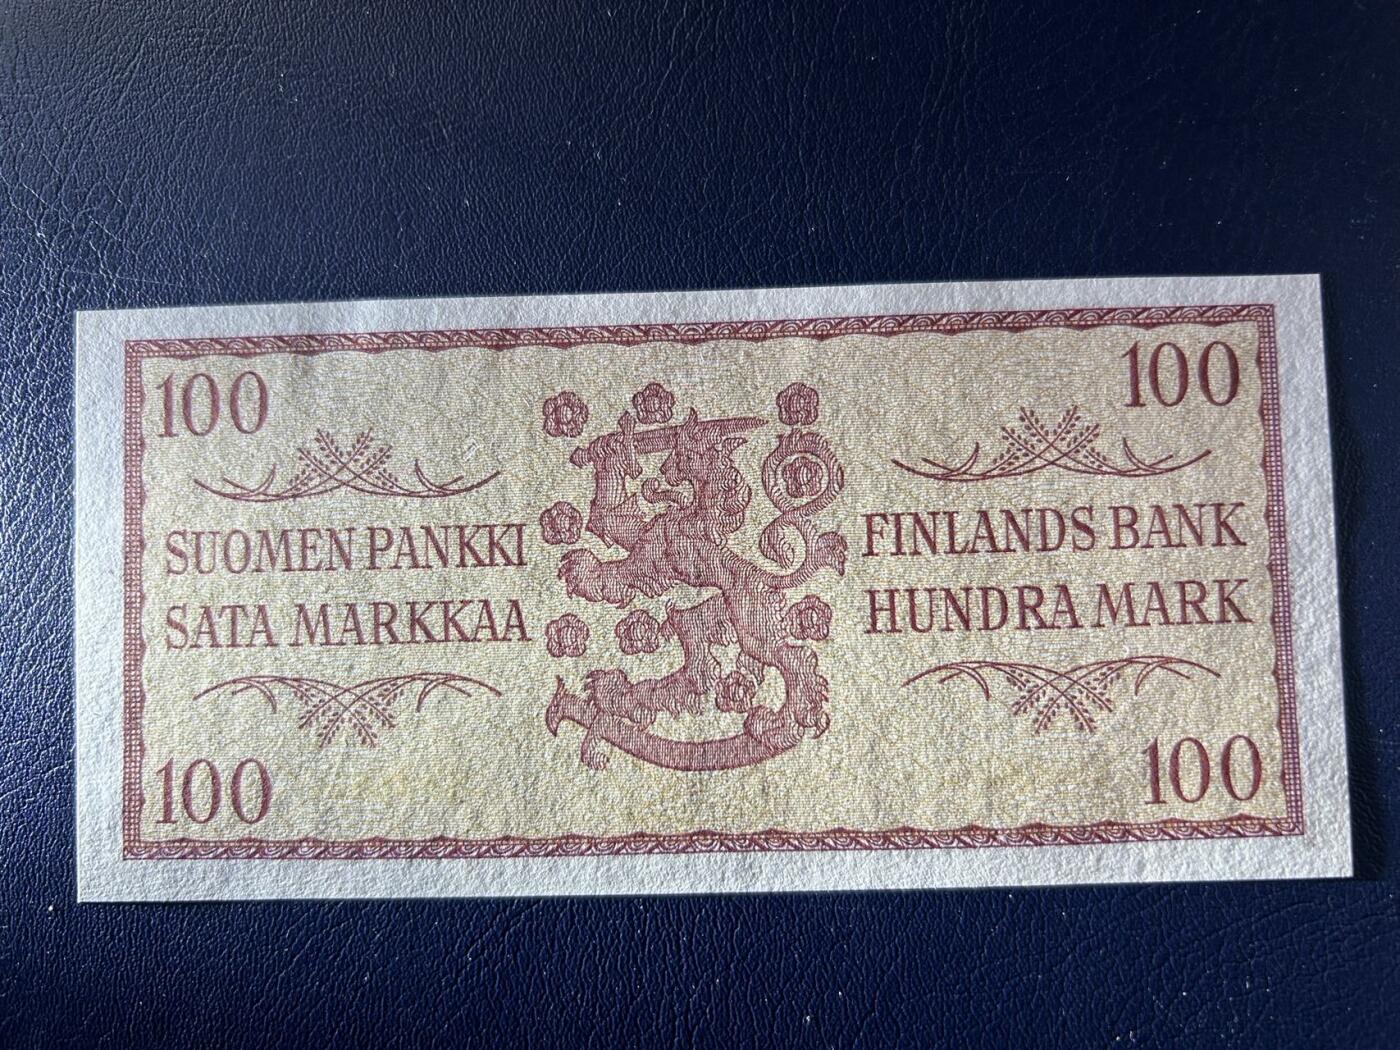 100
100
SUOMEN PANKKI
SATA MARKKAA
FINLANDS BANK
HUNDRA MARK
100
100